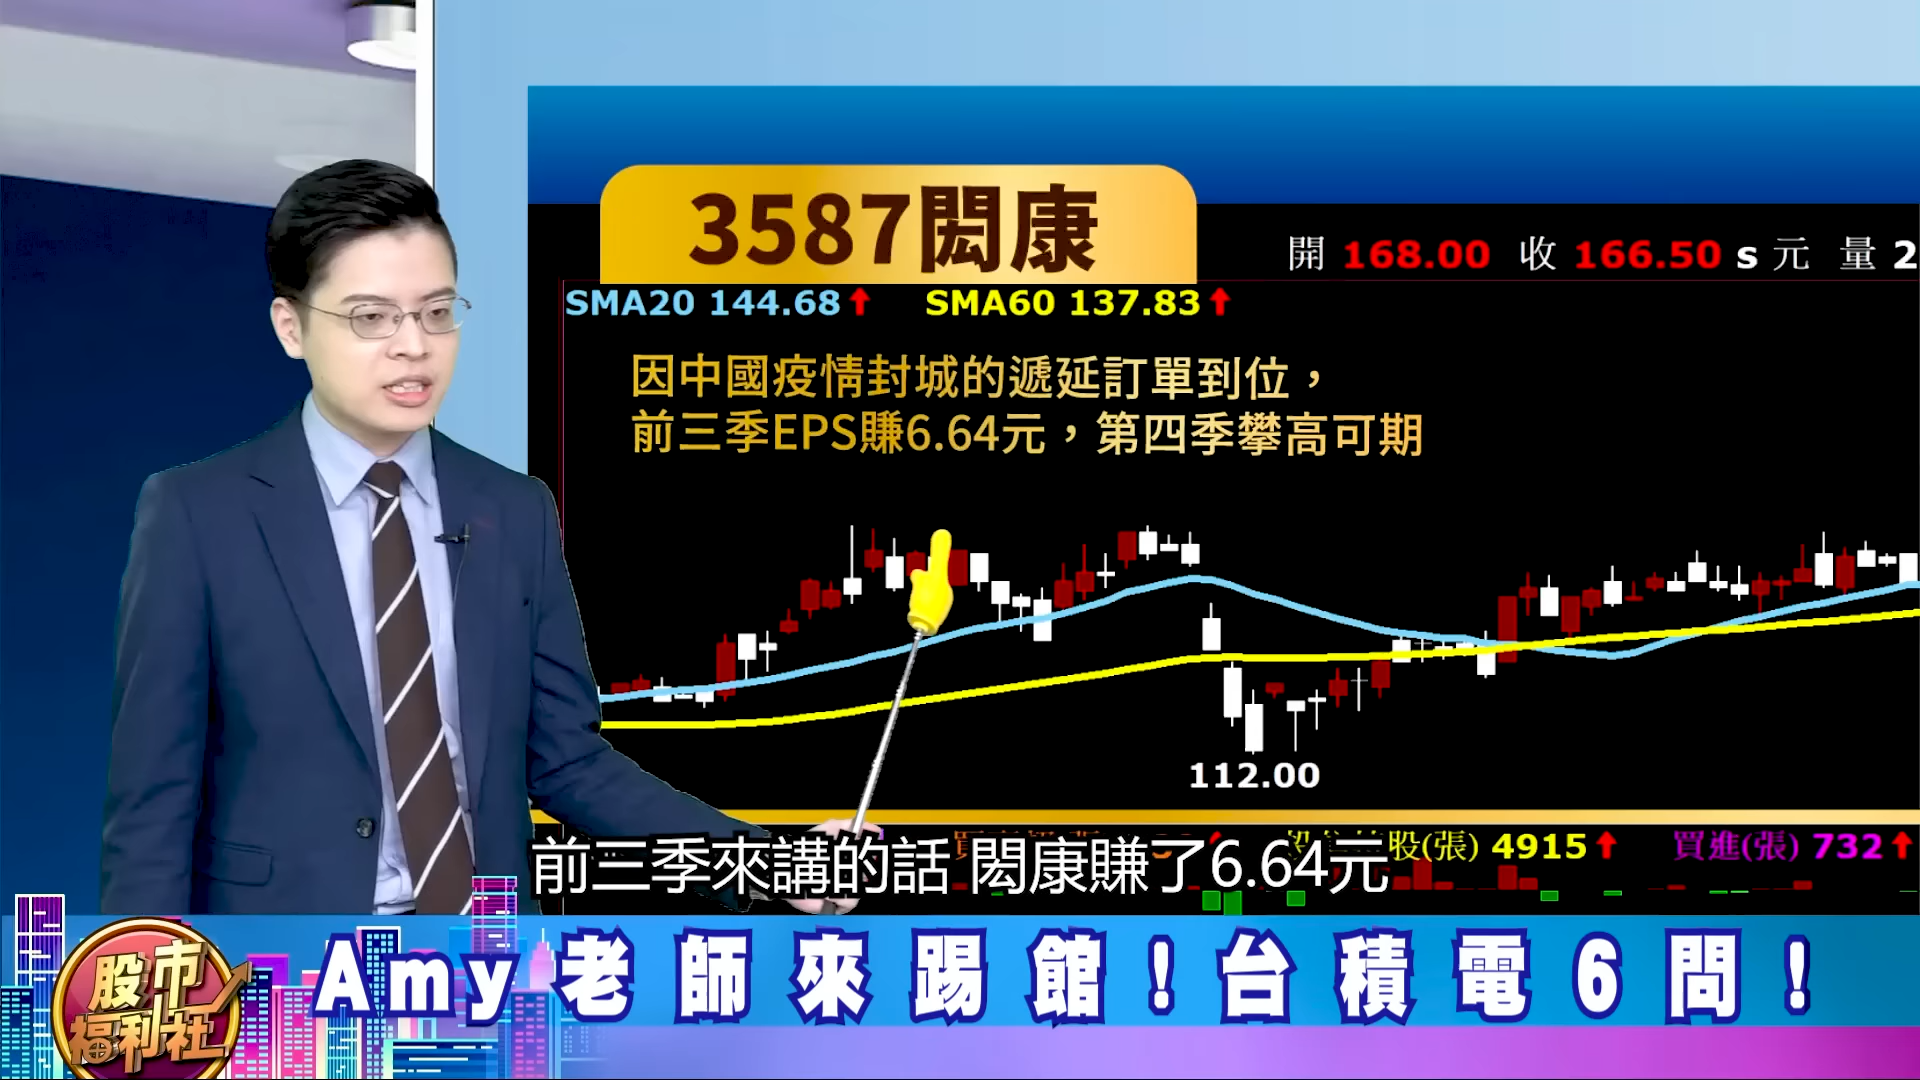 3587閎康
開 168.00 收 166.50 s 元 量 2
SMA20 144.68↑ SMA60 137.83↑
因中國疫情封城的遞延訂單到位，
前三季EPS賺6.64元，第四季攀高可期
112.00
股(張) 4915↑ 買進(張) 732↑
前三季來講的話 閎康賺了6.64元
Amy老師來踢館!台積電6問!
股市
福利社